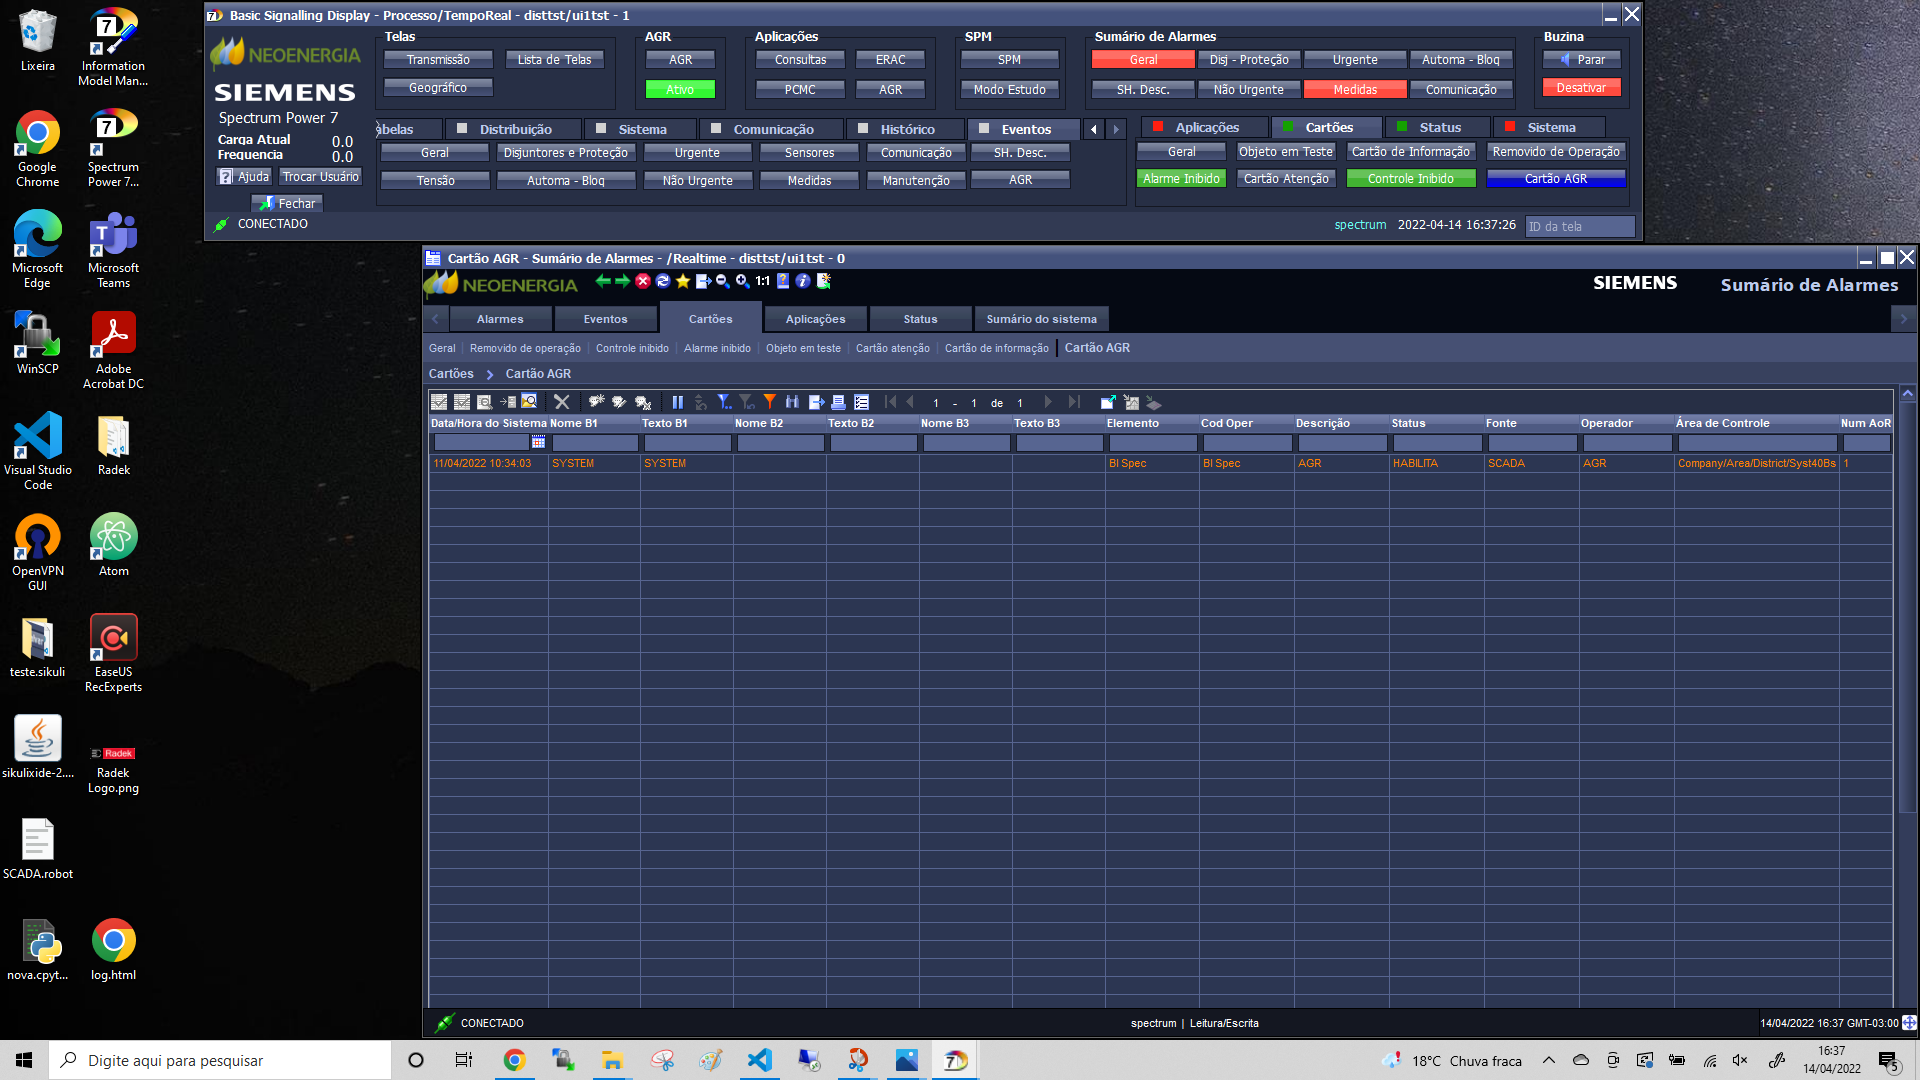 Lixeira
Information Model Man...
Google Chrome
Spectrum Power 7...
Microsoft Edge
Microsoft Teams
WinSCP
Adobe Acrobat DC
Visual Studio Code
Radek
OpenVPN GUI
Atom
teste.sikuli
EaseUS RecExperts
sikulixide-2....
Radek
Radek Logo.png
SCADA.robot
nova.cpyt...
log.html
Basic Signalling Display - Processo/TempoReal - disttst/ui1tst - 1
NEOENERGIA
SIEMENS
Spectrum Power 7
Carga Atual 0.0
Frequencia 0.0
Ajuda Trocar Usuário
Fechar
CONECTADO
Telas
Transmissão Lista de Telas
Geográfico
AGR
AGR
Ativo
Aplicações
Consultas ERAC
PCMC AGR
SPM
SPM
Modo Estudo
Sumário de Alarmes
Geral Disj - Proteção Urgente Automa - Bloq
SH. Desc. Não Urgente Medidas Comunicação
Buzina
Parar
Desativar
abelas Distribuição Sistema Comunicação Histórico Eventos
Geral Disjuntores e Proteção Urgente Sensores Comunicação SH. Desc.
Tensão Automa - Bloq Não Urgente Medidas Manutenção AGR
Aplicações Cartões Status Sistema
Geral Objeto em Teste Cartão de Informação Removido de Operação
Alarme Inibido Cartão Atenção Controle Inibido Cartão AGR
spectrum 2022-04-14 16:37:26 ID da tela
Cartão AGR - Sumário de Alarmes - /Realtime - disttst/ui1tst - 0
NEOENERGIA 1:1 SIEMENS Sumário de Alarmes
Alarmes Eventos Cartões Aplicações Status Sumário do sistema
Geral Removido de operação Controle inibido Alarme inibido Objeto em teste Cartão atenção Cartão de informação Cartão AGR
Cartões > Cartão AGR
1 - 1 de 1
Data/Hora do Sistema Nome B1 Texto B1 Nome B2 Texto B2 Nome B3 Texto B3 Elemento Cod Oper Descrição Status Fonte Operador Área de Controle Num AoR
11/04/2022 10:34:03 SYSTEM SYSTEM BI Spec BI Spec AGR HABILITA SCADA AGR Company/Area/District/Syst40Bs 1
CONECTADO spectrum | Leitura/Escrita 14/04/2022 16:37 GMT-03:00
Digite aqui para pesquisar
18°C Chuva fraca
16:37
14/04/2022
5